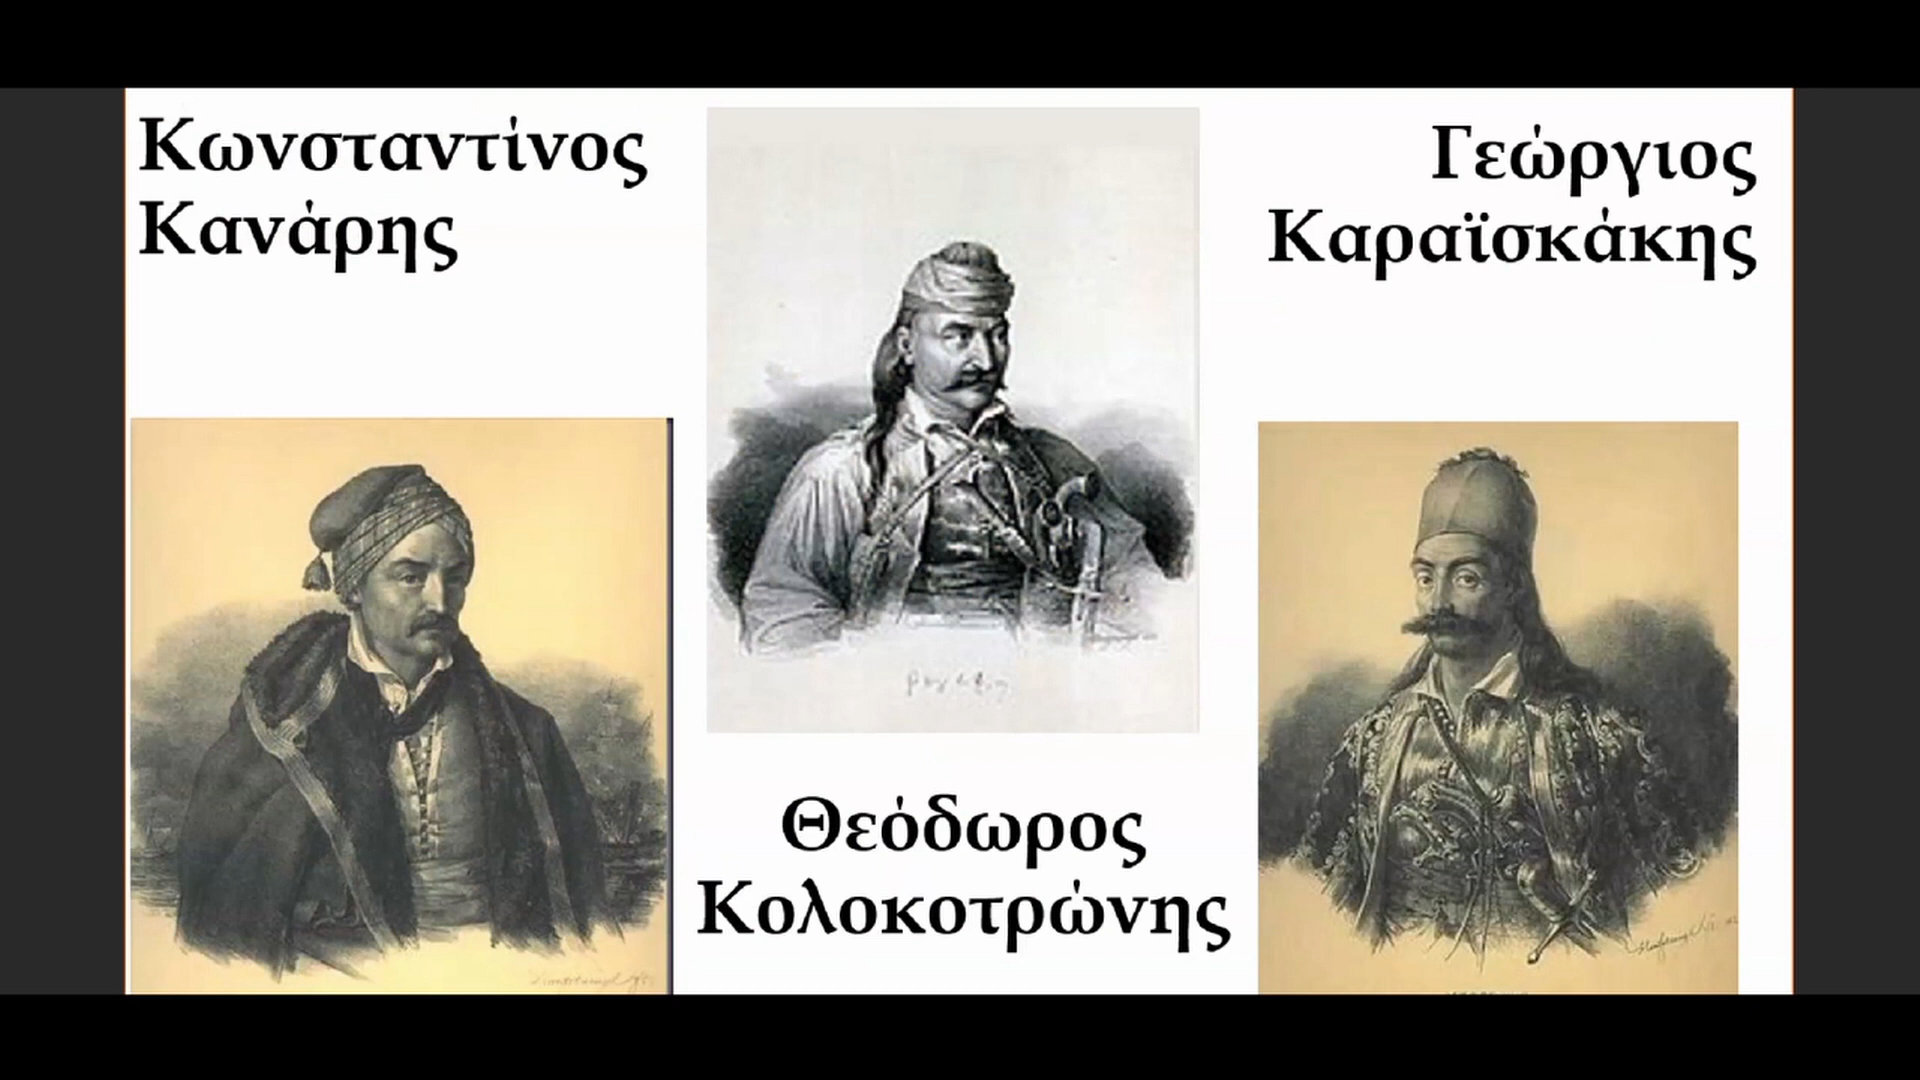 Κωνσταντίνος
Κανάρης
Γεώργιος
Καραϊσκάκης
Θεόδωρος
Κολοκοτρώνης